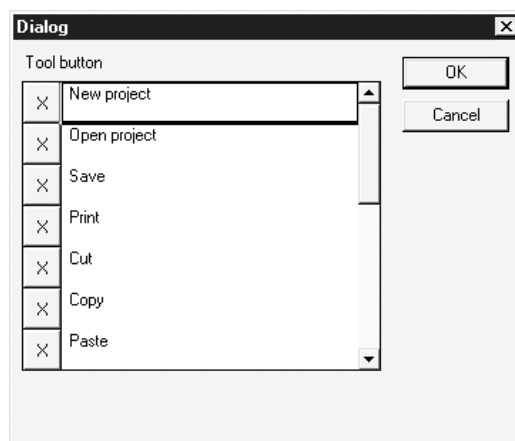 Dialog
Tool button
OK
Cancel
X New project
X Open project
X Save
X Print
X Cut
X Copy
X Paste